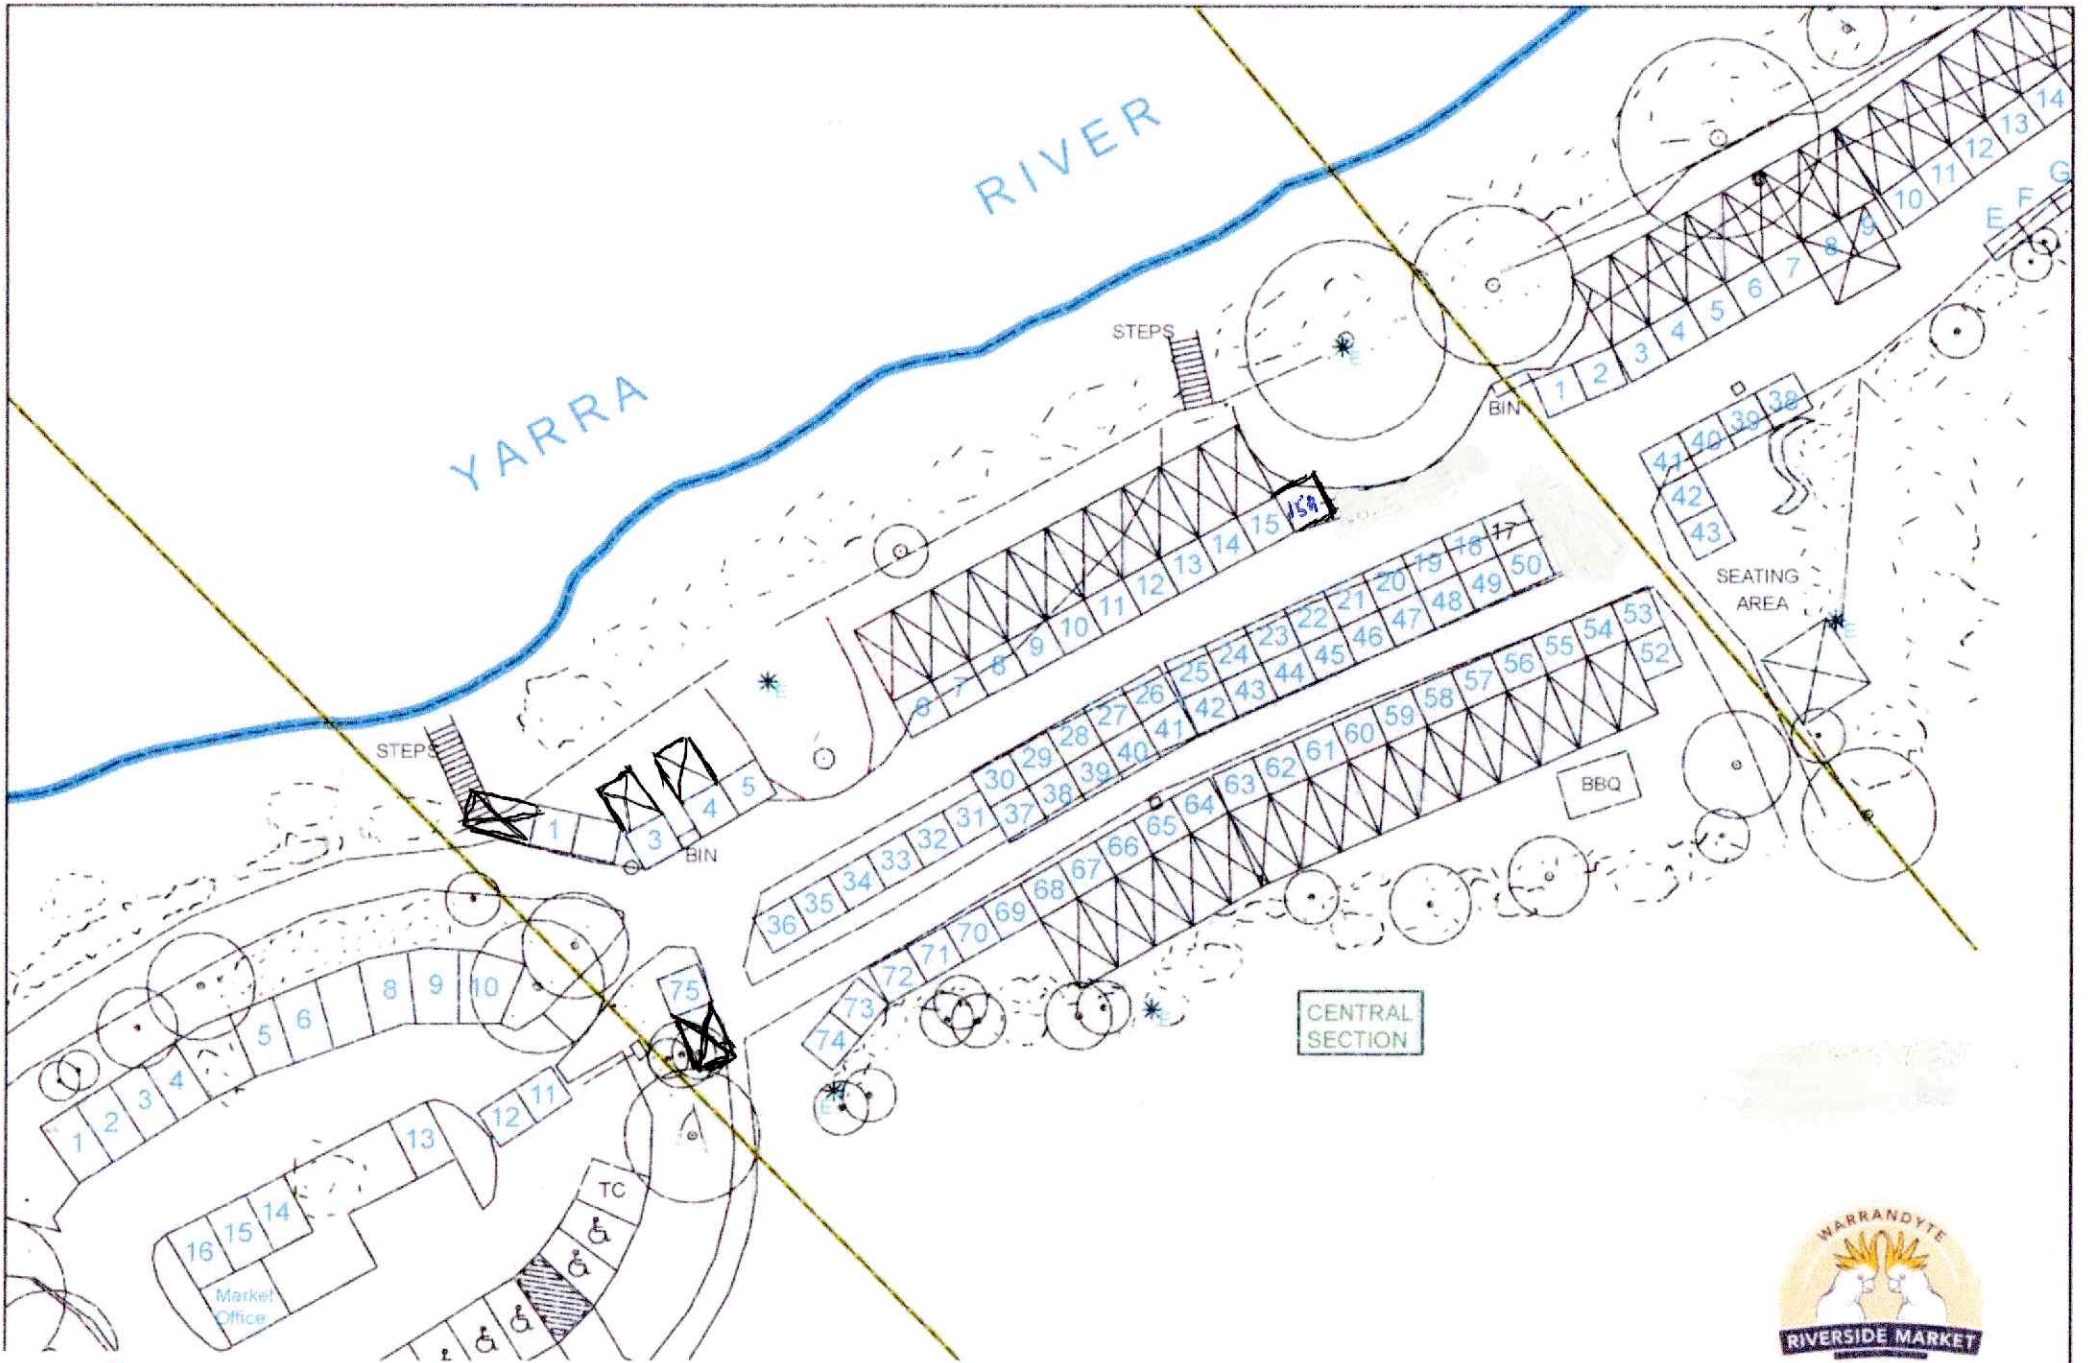 YARRA RIVER
STEPS
STEPS
BIN
BIN
1 2 3 4 5 6 7 8 9 10 11 12 13 14
E F G
38 39 40 41 42 43
SEATING
AREA
1 3 4 5
6 7 8 9 10 11 12 13 14 15 15A
17 18 19 20 21 22 23 24 25 26 27 28 29 30 31 32 33 34 35 36
37 38 39 40 41 42 43 44 45 46 47 48 49 50
52 53 54 55 56 57 58 59 60 61 62 63 64 65 66 67 68 69 70 71 72 73 74
75
BBQ
E
E
E
E
E
CENTRAL
SECTION
1 2 3 4 5 6 8 9 10
11 12
13
14 15 16
Market
Office
TC
WARRANDYTE
RIVERSIDE MARKET